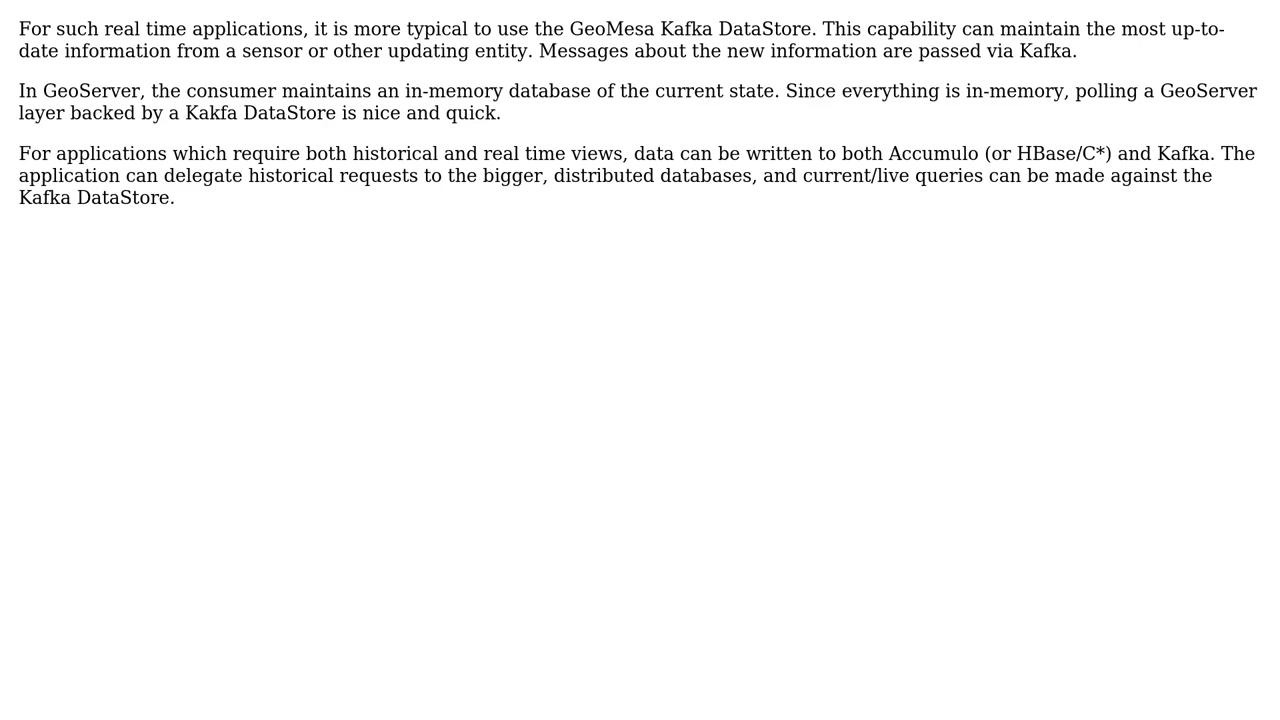 For such real time applications, it is more typical to use the GeoMesa Kafka DataStore. This capability can maintain the most up-to-
date information from a sensor or other updating entity. Messages about the new information are passed via Kafka.
In GeoServer, the consumer maintains an in-memory database of the current state. Since everything is in-memory, polling a GeoServer
layer backed by a Kakfa DataStore is nice and quick.
For applications which require both historical and real time views, data can be written to both Accumulo (or HBase/C*) and Kafka. The
application can delegate historical requests to the bigger, distributed databases, and current/live queries can be made against the
Kafka DataStore.